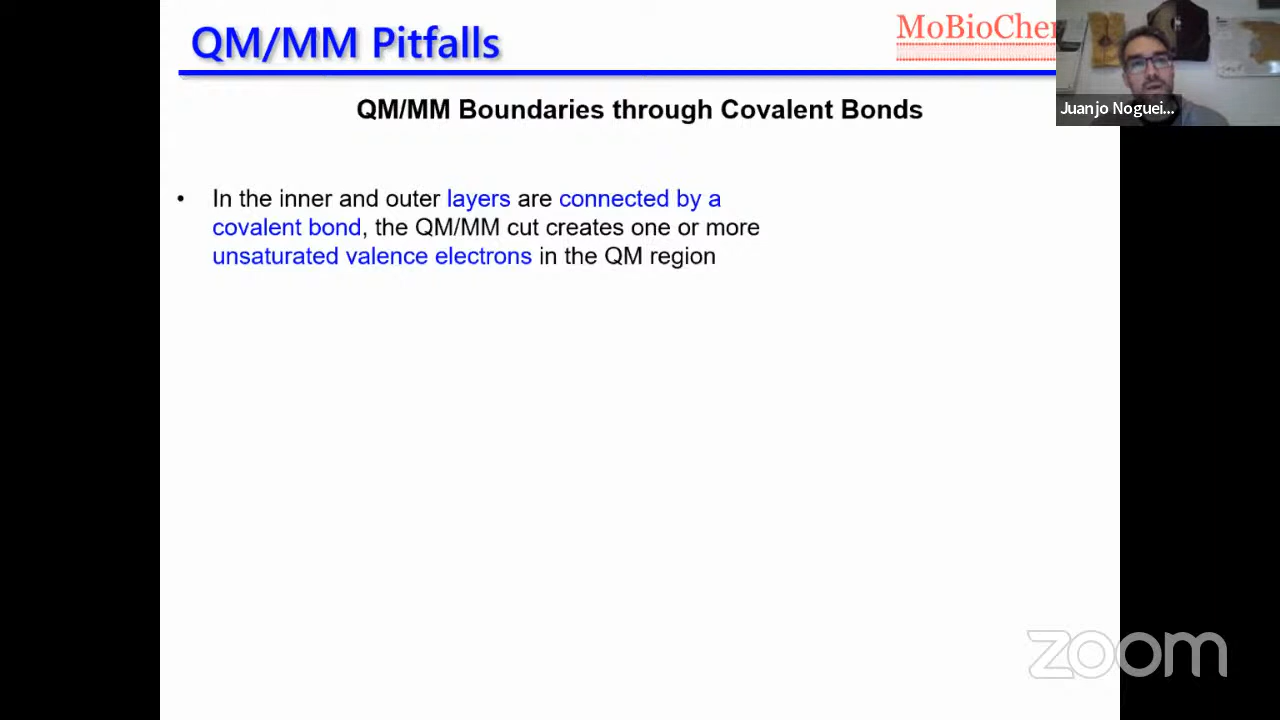 QM/MM Pitfalls
MoBioChem
Juanjo Noguei...
QM/MM Boundaries through Covalent Bonds
• In the inner and outer layers are connected by a
covalent bond, the QM/MM cut creates one or more
unsaturated valence electrons in the QM region
zoom